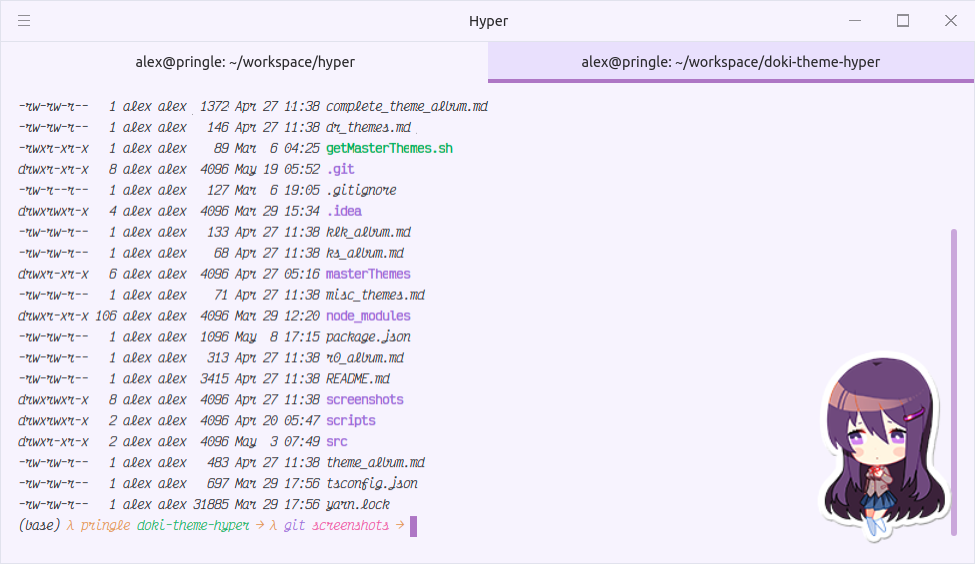 Hyper
alex@pringle: ~/workspace/hyper
alex@pringle: ~/workspace/doki-theme-hyper
-rw-rw-r-- 1 alex alex 1372 Apr 27 11:38 complete_theme_album.md
-rw-rw-r-- 1 alex alex 146 Apr 27 11:38 dr_themes.md
-rwxr-xr-x 1 alex alex 89 Mar 6 04:25 getMasterThemes.sh
drwxr-xr-x 8 alex alex 4096 May 19 05:52 .git
-rw-r--r-- 1 alex alex 127 Mar 6 19:05 .gitignore
drwxrwxr-x 4 alex alex 4096 Mar 29 15:34 .idea
-rw-rw-r-- 1 alex alex 133 Apr 27 11:38 klk_album.md
-rw-rw-r-- 1 alex alex 68 Apr 27 11:38 ks_album.md
drwxr-xr-x 6 alex alex 4096 Apr 27 05:16 masterThemes
-rw-rw-r-- 1 alex alex 71 Apr 27 11:38 misc_themes.md
drwxr-xr-x 106 alex alex 4096 Mar 29 12:20 node_modules
-rw-rw-r-- 1 alex alex 1096 May 8 17:15 package.json
-rw-rw-r-- 1 alex alex 313 Apr 27 11:38 r0_album.md
-rw-rw-r-- 1 alex alex 3415 Apr 27 11:38 README.md
drwxrwxr-x 8 alex alex 4096 Apr 27 11:38 screenshots
drwxrwxr-x 2 alex alex 4096 Apr 20 05:47 scripts
drwxr-xr-x 2 alex alex 4096 May 3 07:49 src
-rw-rw-r-- 1 alex alex 483 Apr 27 11:38 theme_album.md
-rw-rw-r-- 1 alex alex 697 Mar 29 17:56 tsconfig.json
-rw-rw-r-- 1 alex alex 31885 Mar 29 17:56 yarn.lock
(base) λ pringle doki-theme-hyper → λ git screenshots →